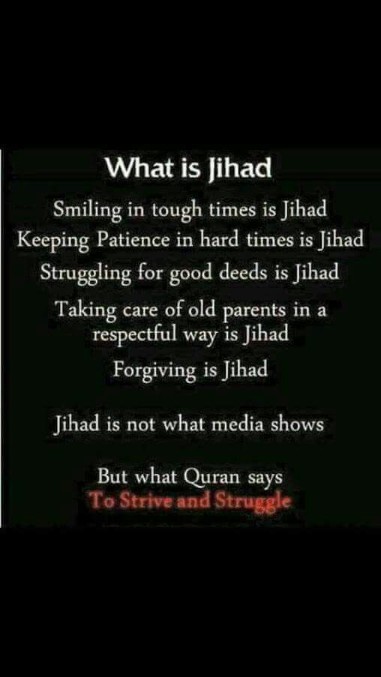 What is Jihad
Smiling in tough times is Jihad
Keeping Patience in hard times is Jihad
Struggling for good deeds is Jihad
Taking care of old parents in a
respectful way is Jihad
Forgiving is Jihad
Jihad is not what media shows
But what Quran says
To Strive and Struggle